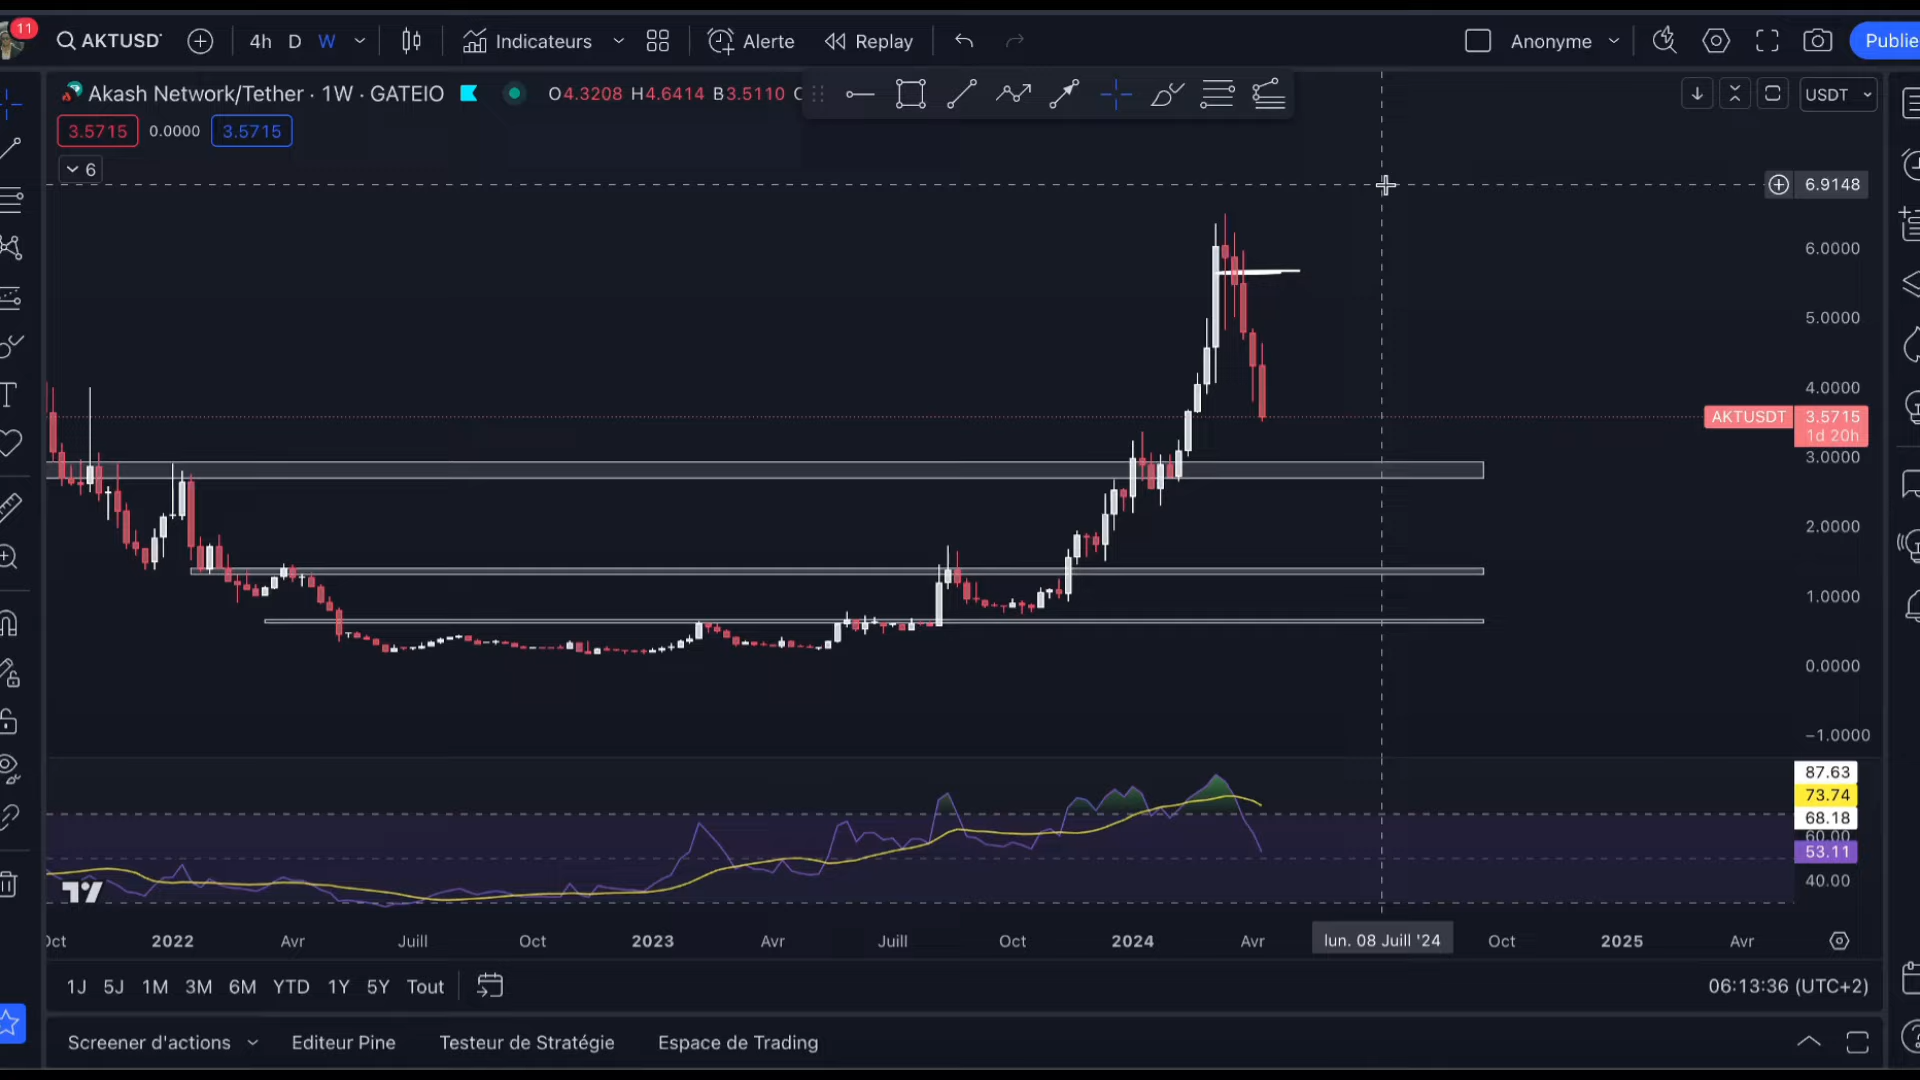 11
AKTUSD
4h D W
Indicateurs
Alerte
Replay
Anonyme
Publie
Akash Network/Tether · 1W · GATEIO
O4.3208 H4.6414 B3.5110
USDT
3.5715 0.0000 3.5715
6
6.9148
6.0000
5.0000
4.0000
AKTUSDT 3.5715
1d 20h
3.0000
2.0000
1.0000
0.0000
−1.0000
87.63
73.74
68.18
60.00
53.11
40.00
Oct 2022 Avr Juill Oct 2023 Avr Juill Oct 2024 Avr lun. 08 Juill '24 Oct 2025 Avr
1J 5J 1M 3M 6M YTD 1Y 5Y Tout
06:13:36 (UTC+2)
Screener d'actions Editeur Pine Testeur de Stratégie Espace de Trading